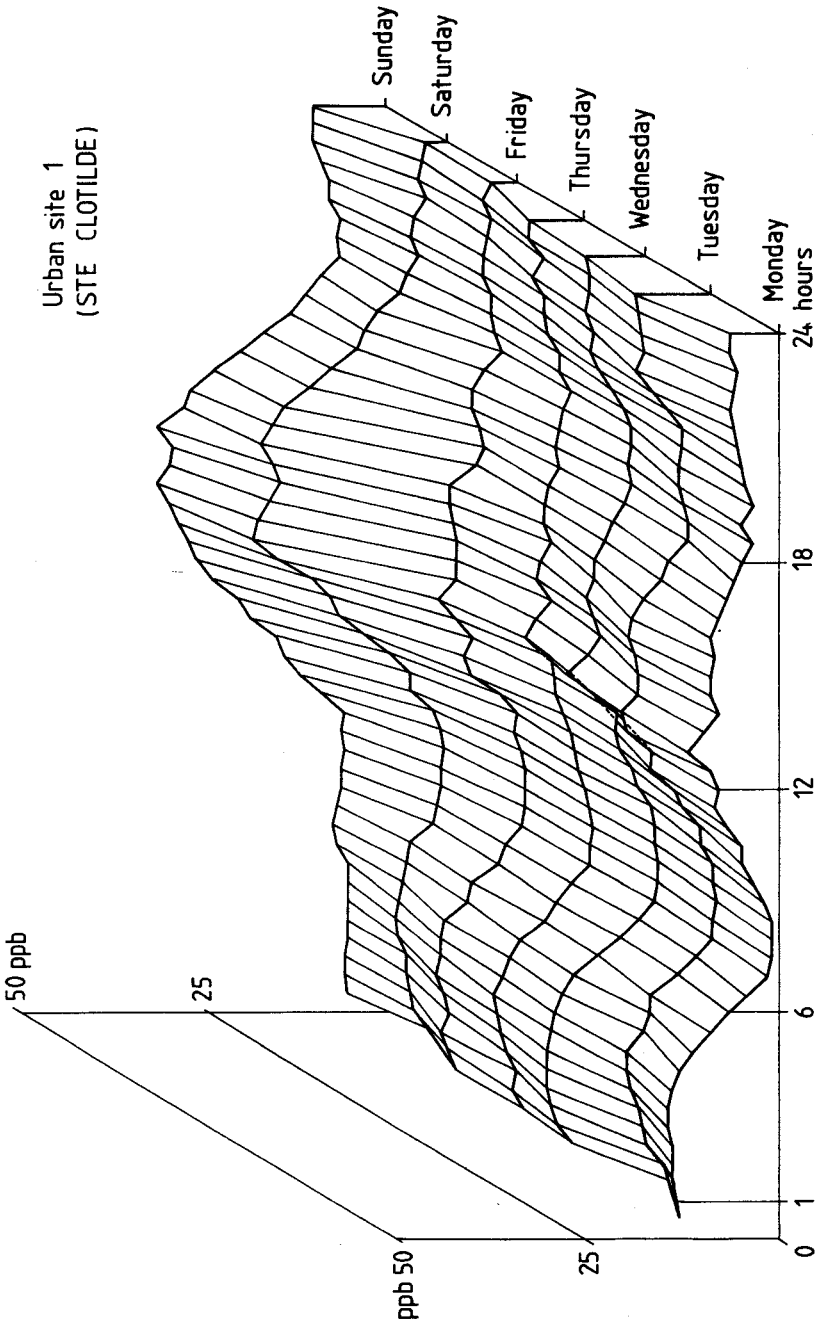 Urban site 1
(STE CLOTILDE)
50 ppb
25
ppb 50
25
Sunday
Saturday
Friday
Thursday
Wednesday
Tuesday
Monday
0
1
6
12
18
24 hours